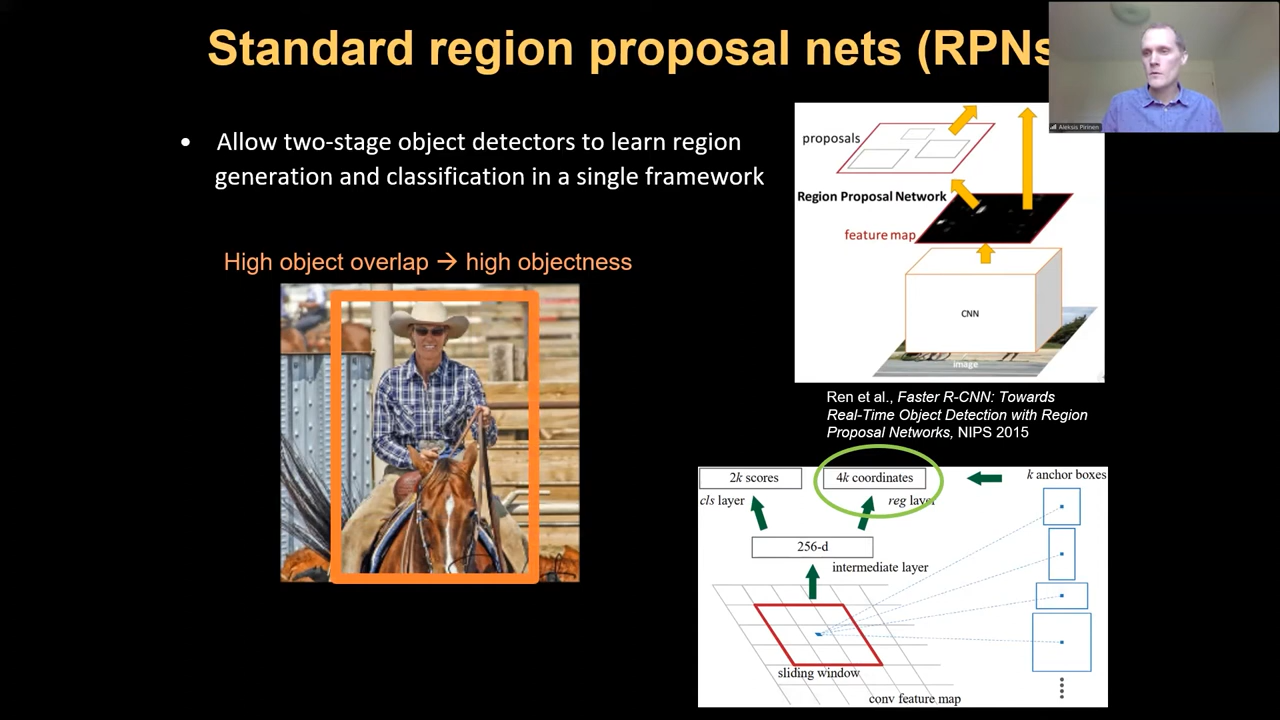 Standard region proposal nets (RPNs
Aleksis Pirinen
• Allow two-stage object detectors to learn region
generation and classification in a single framework
High object overlap → high objectness
proposals
Region Proposal Network
feature map
CNN
image
Ren et al., Faster R-CNN: Towards
Real-Time Object Detection with Region
Proposal Networks, NIPS 2015
2k scores
4k coordinates
k anchor boxes
cls layer
reg layer
256-d
intermediate layer
sliding window
conv feature map